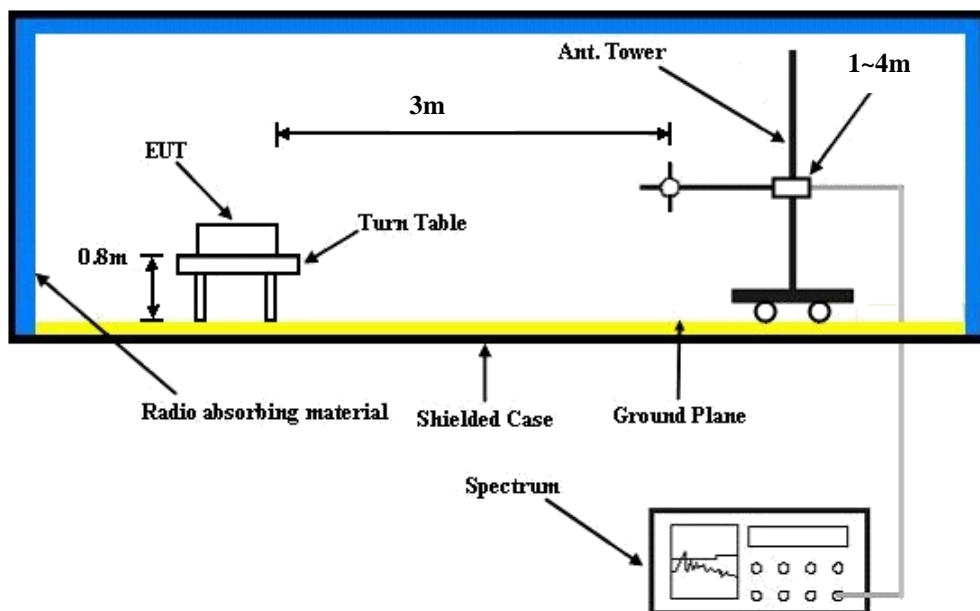 Ant. Tower
1~4m
3m
EUT
Turn Table
0.8m
Radio absorbing material
Shielded Case
Ground Plane
Spectrum